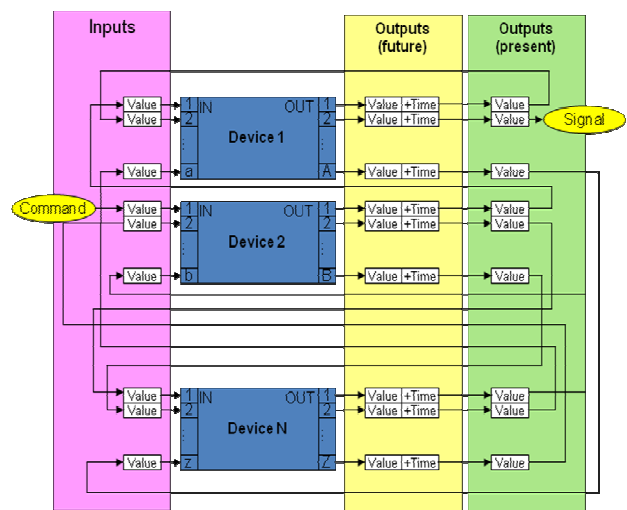 Inputs
Outputs
(future)
Outputs
(present)
Value 1 IN OUT 1 Value +Time Value
Value 2 2 Value +Time Value Signal
Device 1
⋮ ⋮
Value a A Value +Time Value
Command Value 1 IN OUT 1 Value +Time Value
Value 2 2 Value +Time Value
Device 2
⋮ ⋮
Value b B Value +Time Value
Value 1 IN OUT 1 Value +Time Value
Value 2 2 Value +Time Value
Device N
⋮ ⋮
Value z Z Value +Time Value